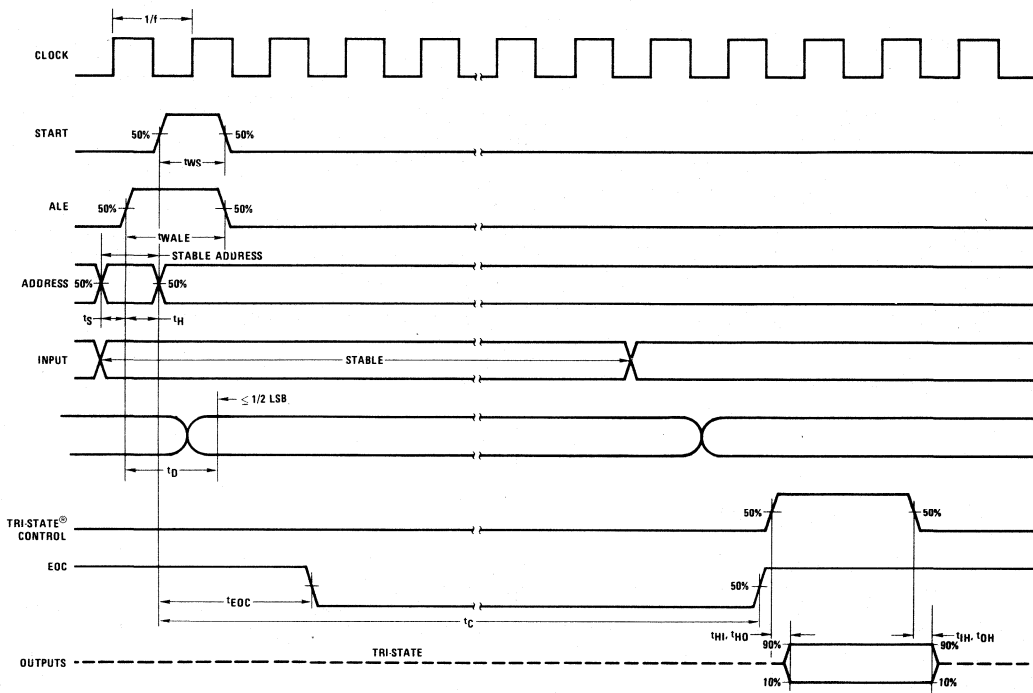 1/f
CLOCK
START
50%
50%
tWS
ALE
50%
50%
tWALE
STABLE ADDRESS
ADDRESS
50%
50%
tS
tH
INPUT
STABLE
≤ 1/2 LSB
tD
TRI-STATE®
CONTROL
50%
50%
EOC
50%
tEOC
tC
tHI, tHO
tIH, tOH
90%
90%
OUTPUTS
TRI-STATE
10%
10%